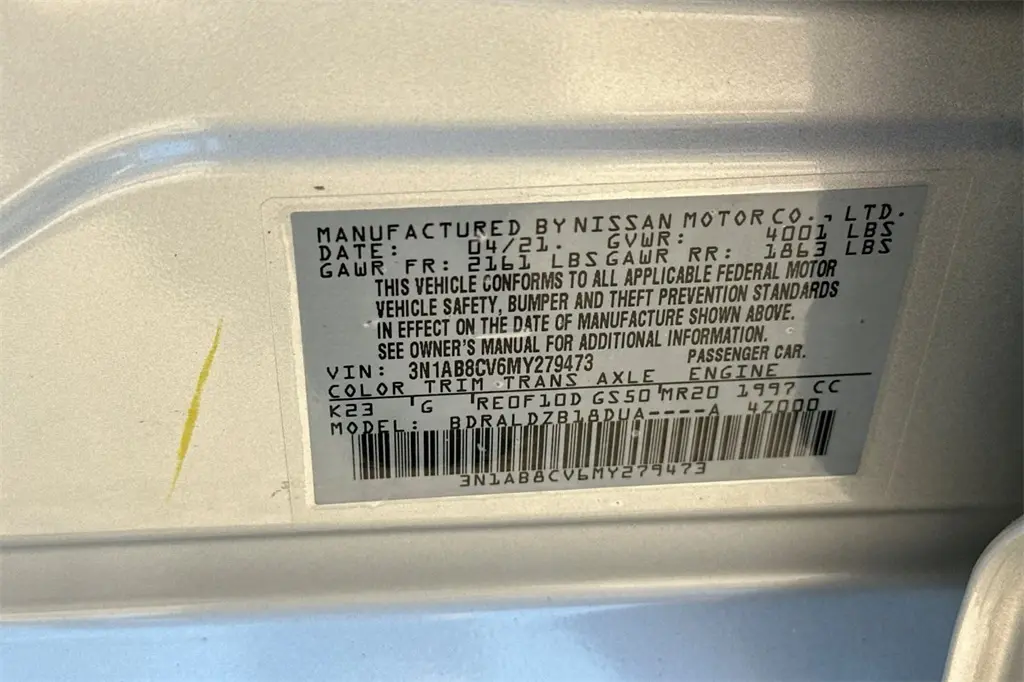 MANUFACTURED BY NISSAN MOTOR CO., LTD.
DATE: 04/21. GVWR: 4001 LBS
GAWR FR: 2161 LBS GAWR RR: 1863 LBS
THIS VEHICLE CONFORMS TO ALL APPLICABLE FEDERAL MOTOR
VEHICLE SAFETY, BUMPER AND THEFT PREVENTION STANDARDS
IN EFFECT ON THE DATE OF MANUFACTURE SHOWN ABOVE.
SEE OWNER'S MANUAL FOR ADDITIONAL INFORMATION.
VIN: 3N1AB8CV6MY279473 PASSENGER CAR.
COLOR TRIM TRANS AXLE ENGINE
K23 G RE0F10D GS50 MR20 1997 CC
MODEL: BDRALDZB18DUA----A 4Z000
3N1AB8CV6MY279473